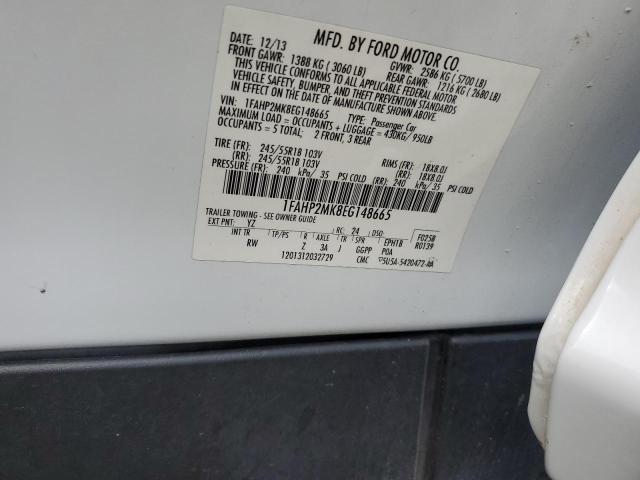 MFD. BY FORD MOTOR CO.
DATE: 12/13 GVWR: 2586 KG ( 5700 LB)
FRONT GAWR: 1388 KG ( 3060 LB) REAR GAWR: 1216 KG ( 2680 LB)
THIS VEHICLE CONFORMS TO ALL APPLICABLE FEDERAL MOTOR
VEHICLE SAFETY, BUMPER, AND THEFT PREVENTION STANDARDS
IN EFFECT ON THE DATE OF MANUFACTURE SHOWN ABOVE.
VIN: 1FAHP2MK8EG148665 TYPE: Passenger Car
MAXIMUM LOAD = OCCUPANTS + LUGGAGE = 430KG/ 950LB
OCCUPANTS = 5 TOTAL: 2 FRONT, 3 REAR
TIRE (FR): 245/55R18 103V RIMS (FR): 18X8.0J
(RR): 245/55R18 103V (RR): 18X8.0J
PRESSURE (FR): 240 kPa/ 35 PSI COLD (RR): 240 kPa/ 35 PSI COLD
1FAHP2MK8EG148665
TRAILER TOWING - SEE OWNER GUIDE
EXT PNT: YZ RC: 24 DSO: F025B
INT TR TP/PS R AXLE TR SPR EPH1B R0139
RW Z 3A J GGPP POA
1201312032729 CMC 5U5A-5420472-AA